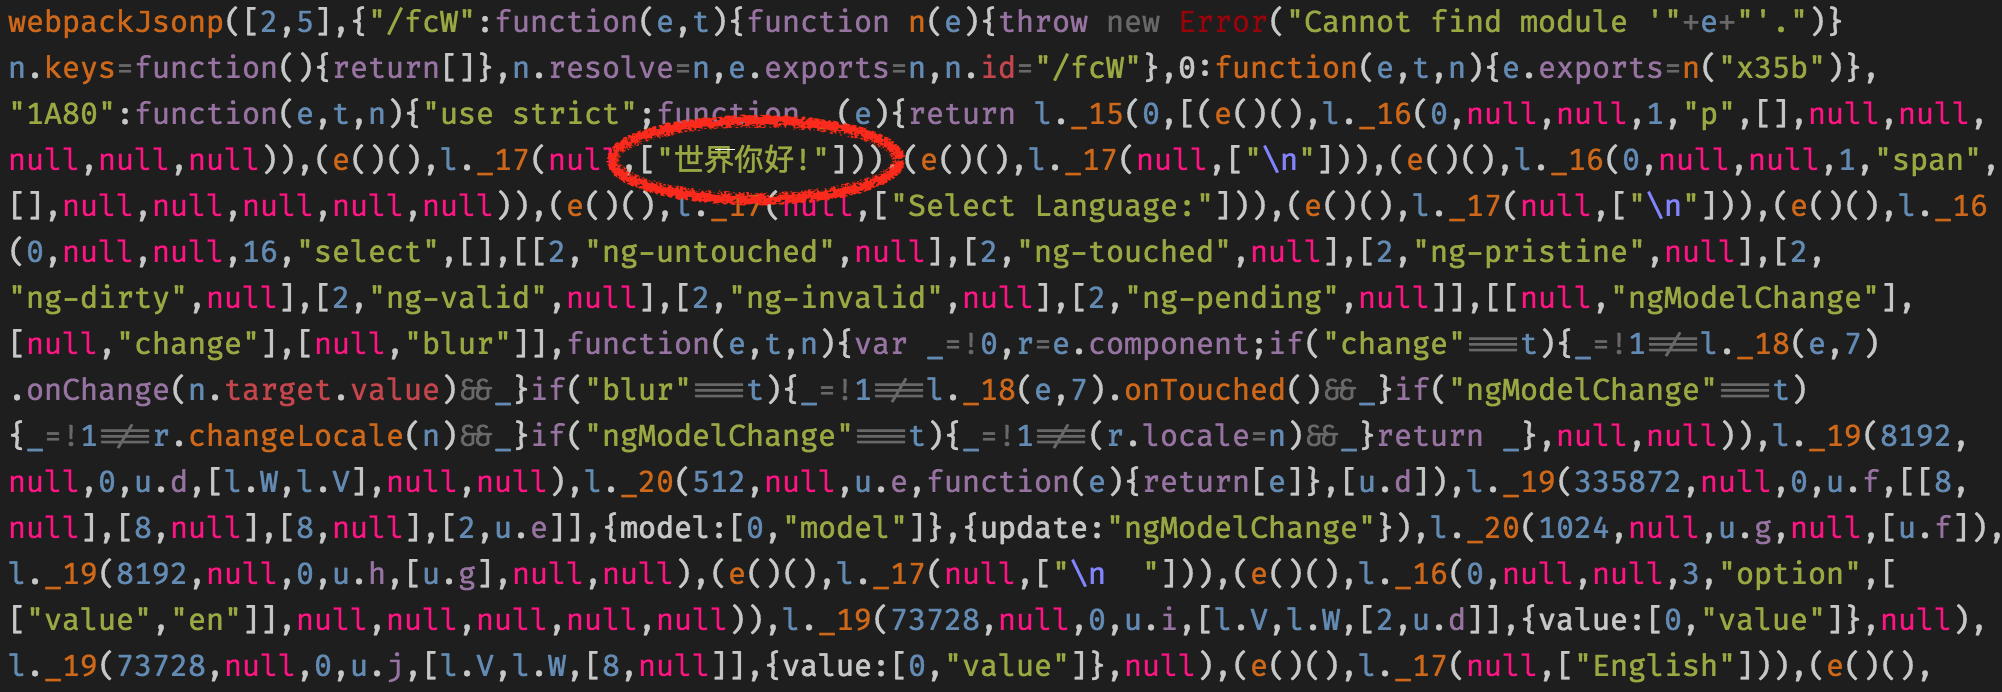 webpackJsonp([2,5],{"/fcW":function(e,t){function n(e){throw new Error("Cannot find module '"+e+"'.")}
n.keys=function(){return[]},n.resolve=n,e.exports=n,n.id="/fcW"},0:function(e,t,n){e.exports=n("x35b")},
"1A80":function(e,t,n){"use strict";function _(e){return l._15(0,[(e()(),l._16(0,null,null,1,"p",[],null,null,
null,null,null)),(e()(),l._17(null,["世界你好!"])),(e()(),l._17(null,["\n"])),(e()(),l._16(0,null,null,1,"span",
[],null,null,null,null,null)),(e()(),l._17(null,["Select Language:"])),(e()(),l._17(null,["\n"])),(e()(),l._16
(0,null,null,16,"select",[],[[2,"ng-untouched",null],[2,"ng-touched",null],[2,"ng-pristine",null],[2,
"ng-dirty",null],[2,"ng-valid",null],[2,"ng-invalid",null],[2,"ng-pending",null]],[[null,"ngModelChange"],
[null,"change"],[null,"blur"]],function(e,t,n){var _=!0,r=e.component;if("change"===t){_=!1!==l._18(e,7)
.onChange(n.target.value)&&_}if("blur"===t){_=!1!==l._18(e,7).onTouched()&&_}if("ngModelChange"===t)
{_=!1!==r.changeLocale(n)&&_}if("ngModelChange"===t){_=!1!==(r.locale=n)&&_}return _},null,null)),l._19(8192,
null,0,u.d,[l.W,l.V],null,null),l._20(512,null,u.e,function(e){return[e]},[u.d]),l._19(335872,null,0,u.f,[[8,
null],[8,null],[8,null],[2,u.e]],{model:[0,"model"]},{update:"ngModelChange"}),l._20(1024,null,u.g,null,[u.f]),
l._19(8192,null,0,u.h,[u.g],null,null),(e()(),l._17(null,["\n  "])),(e()(),l._16(0,null,null,3,"option",[
["value","en"]],null,null,null,null,null)),l._19(73728,null,0,u.i,[l.V,l.W,[2,u.d]],{value:[0,"value"]},null),
l._19(73728,null,0,u.j,[l.V,l.W,[8,null]],{value:[0,"value"]},null),(e()(),l._17(null,["English"])),(e()(),